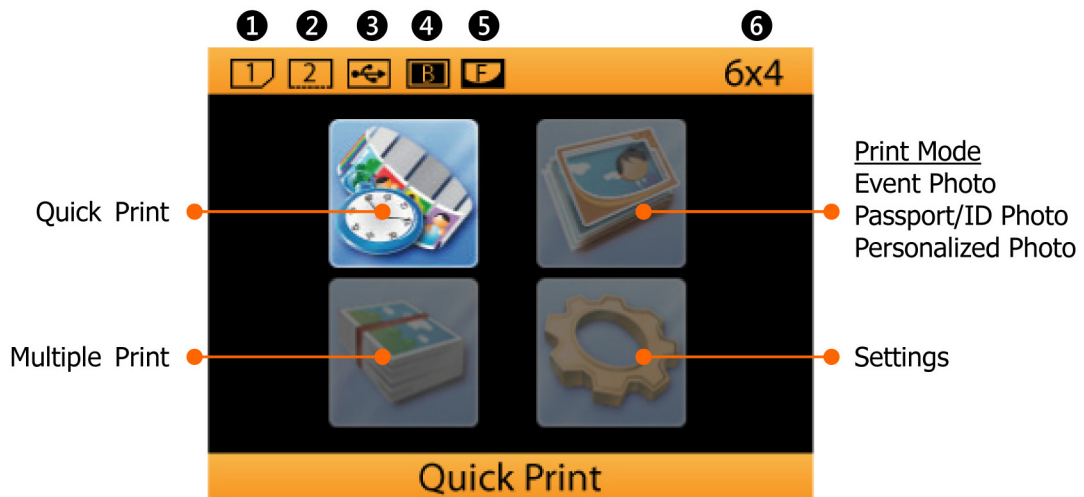 1 2 3 4 5 6
1 2 B F 6x4
Quick Print
Print Mode
Event Photo
Passport/ID Photo
Personalized Photo
Multiple Print
Settings
Quick Print